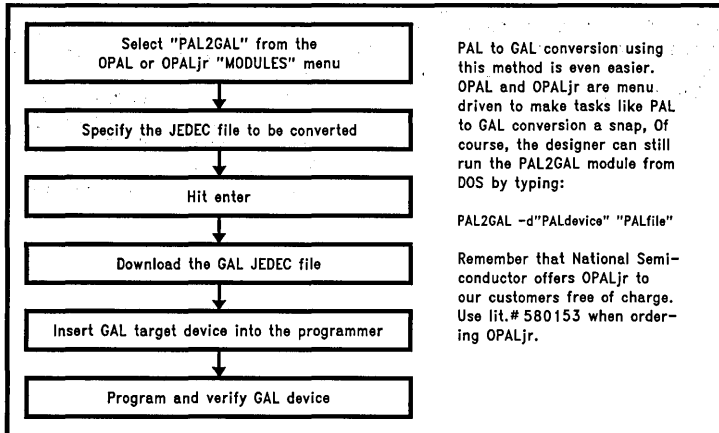 Select "PAL2GAL" from the
OPAL or OPALjr "MODULES" menu
Specify the JEDEC file to be converted
Hit enter
Download the GAL JEDEC file
Insert GAL target device into the programmer
Program and verify GAL device
PAL to GAL conversion using
this method is even easier.
OPAL and OPALjr are menu
driven to make tasks like PAL
to GAL conversion a snap, Of
course, the designer can still
run the PAL2GAL module from
DOS by typing:
PAL2GAL -d"PALdevice" "PALfile"
Remember that National Semi-
conductor offers OPALjr to
our customers free of charge.
Use lit.# 580153 when order-
ing OPALjr.